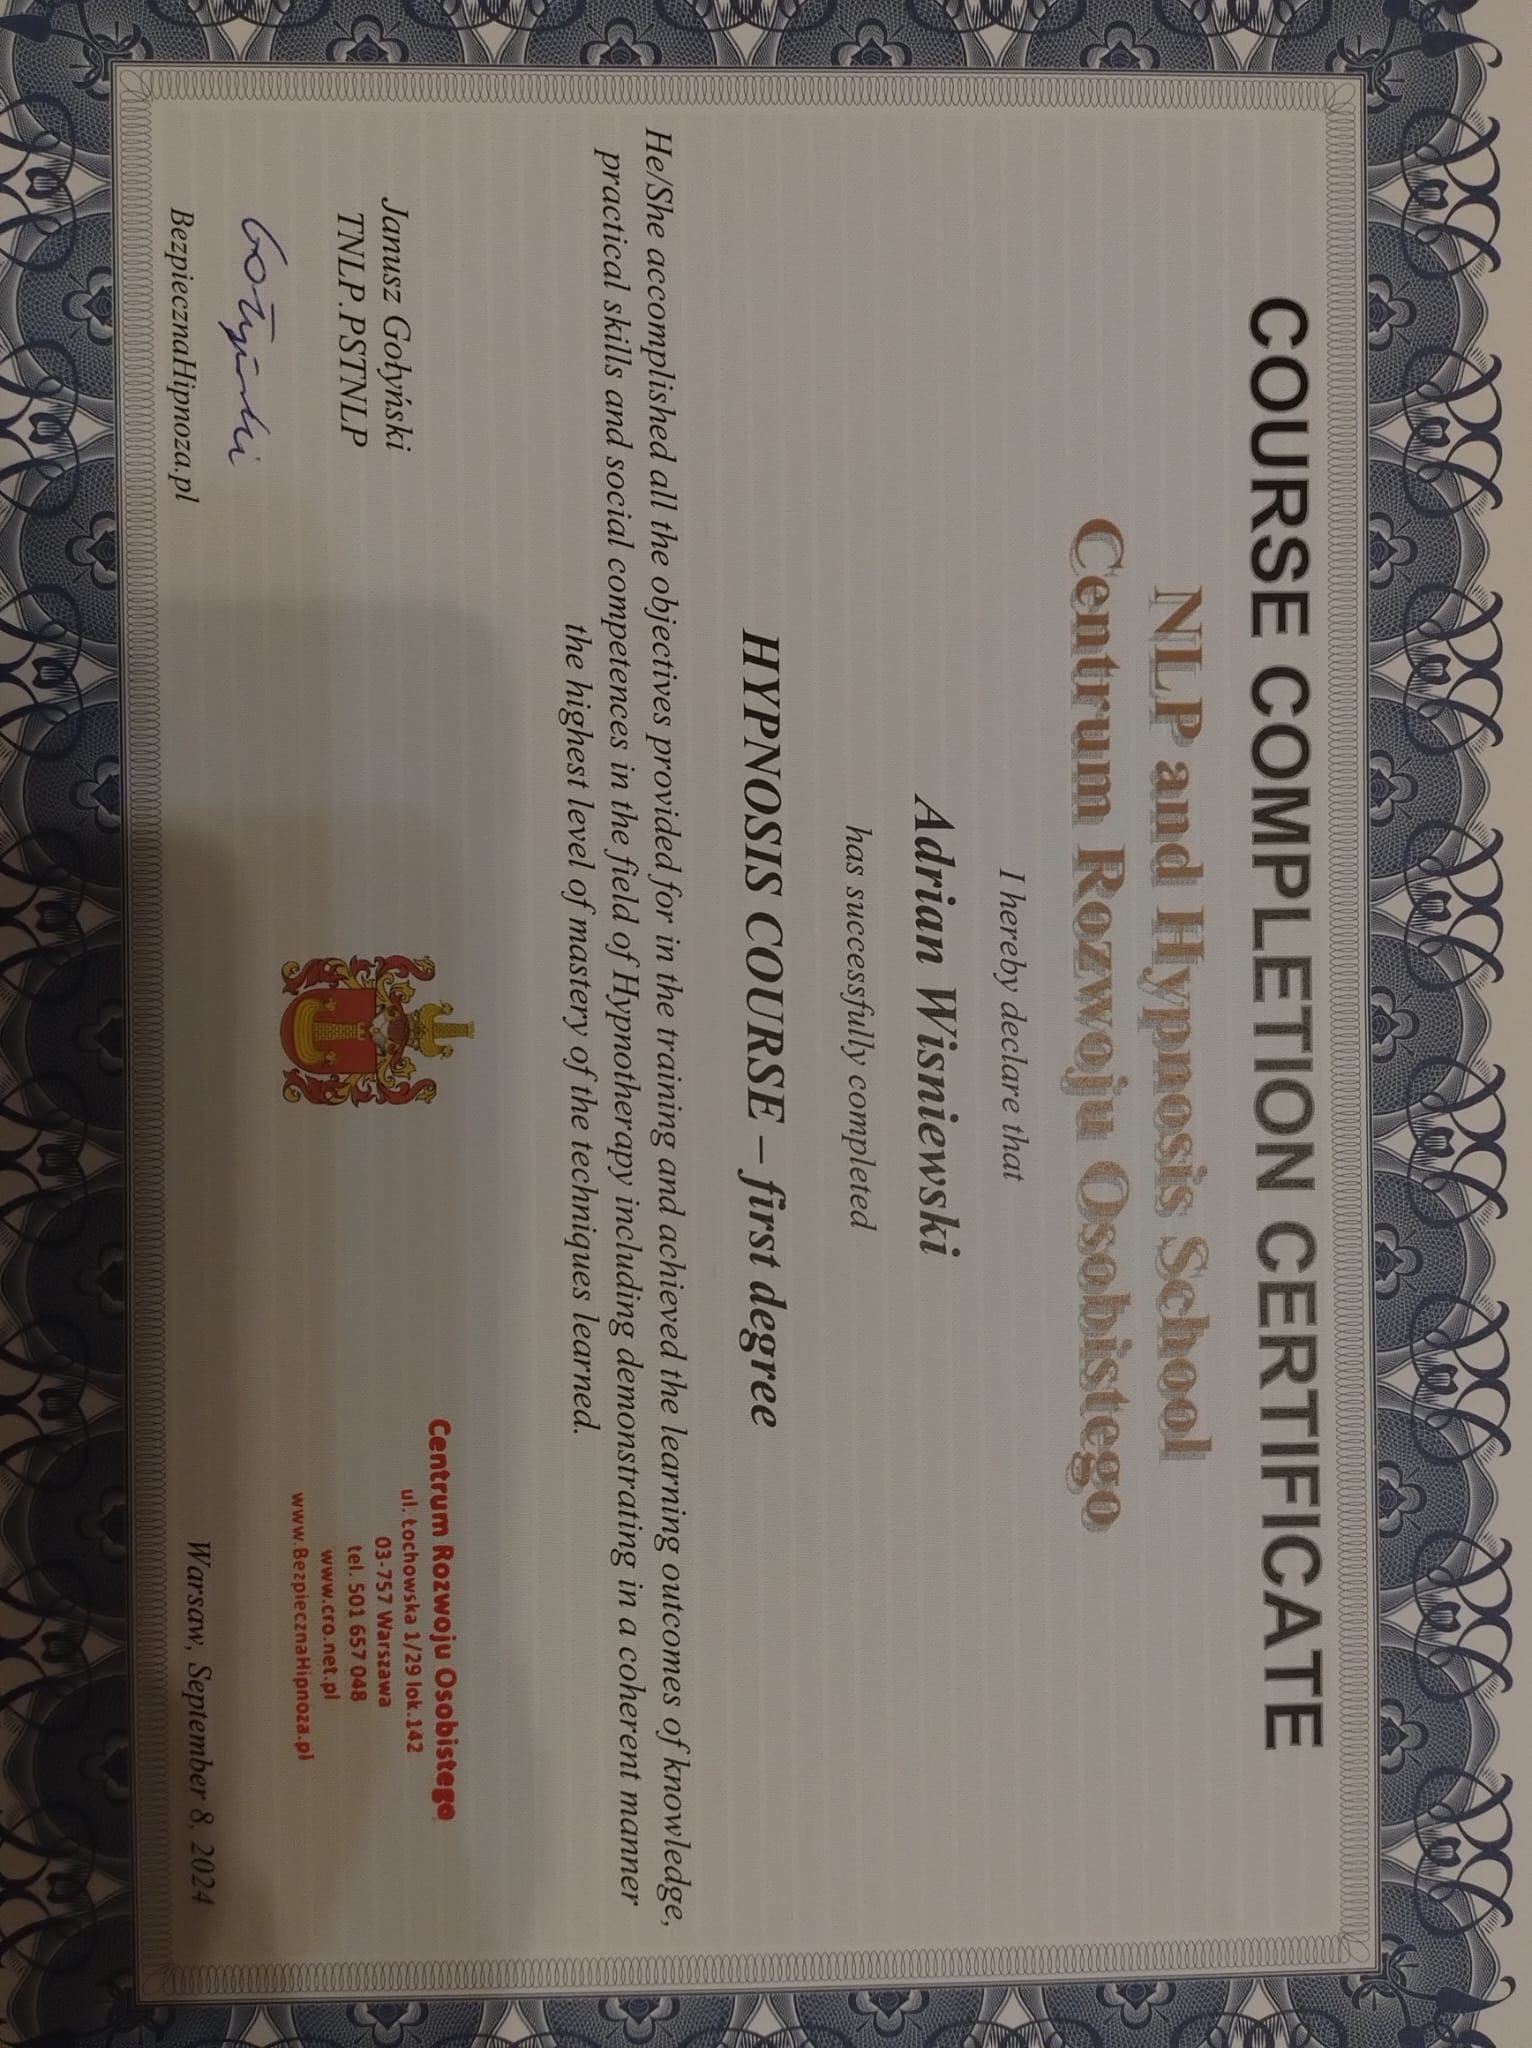 COURSE COMPLETION CERTIFICATE
NLP and Hypnosis School
Centrum Rozwoju Osobistego
I hereby declare that
Adrian Wisniewski
has successfully completed
HYPNOSIS COURSE – first degree
He/She accomplished all the objectives provided for in the training and achieved the learning outcomes of knowledge,
practical skills and social competences in the field of Hypnotherapy including demonstrating in a coherent manner
the highest level of mastery of the techniques learned.
Janusz Gołyński
TNLP.PSTNLP
Gołyński
BezpiecznaHipnoza.pl
Centrum Rozwoju Osobistego
ul. Łochowska 1/29 lok.142
03-757 Warszawa
tel. 501 657 048
www.cro.net.pl
www.BezpiecznaHipnoza.pl
Warsaw, September 8, 2024